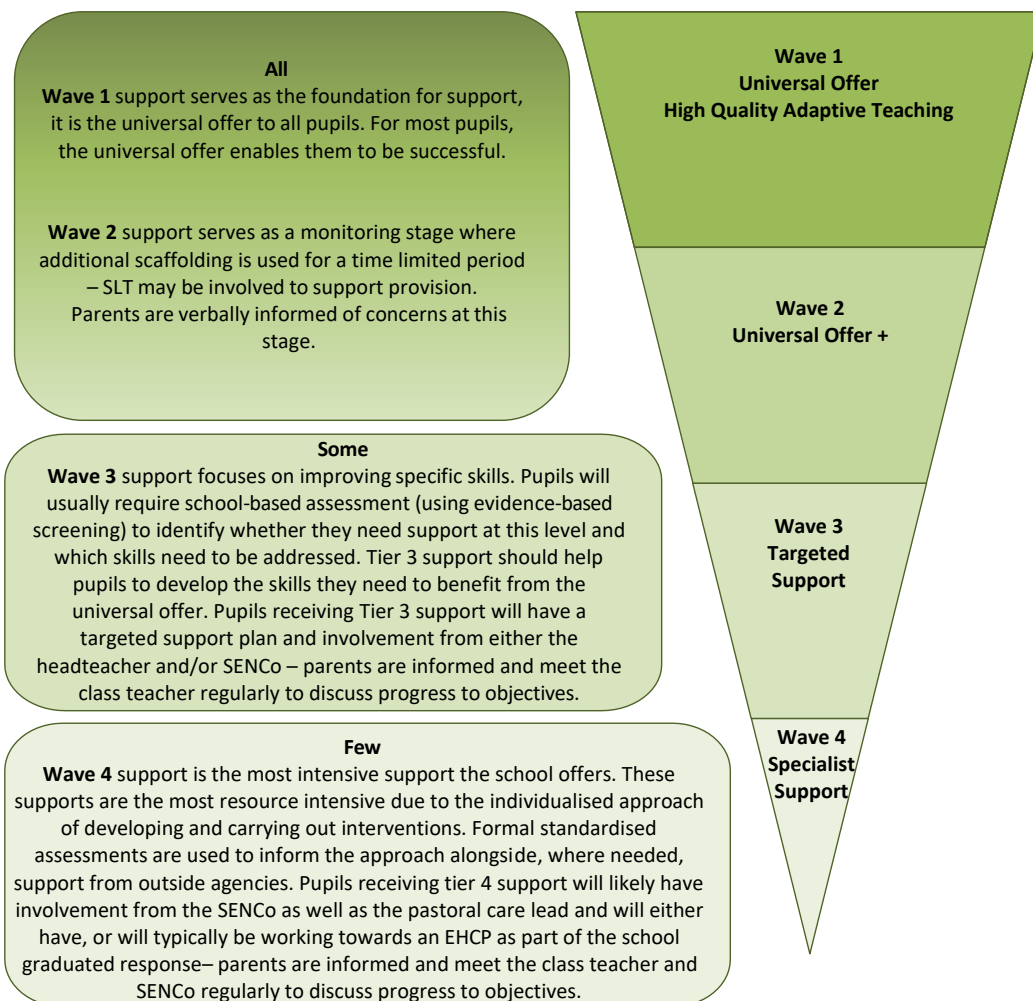 All
Wave 1 support serves as the foundation for support,
it is the universal offer to all pupils. For most pupils,
the universal offer enables them to be successful.
Wave 2 support serves as a monitoring stage where
additional scaffolding is used for a time limited period
– SLT may be involved to support provision.
Parents are verbally informed of concerns at this
stage.
Some
Wave 3 support focuses on improving specific skills. Pupils will
usually require school-based assessment (using evidence-based
screening) to identify whether they need support at this level and
which skills need to be addressed. Tier 3 support should help
pupils to develop the skills they need to benefit from the
universal offer. Pupils receiving Tier 3 support will have a
targeted support plan and involvement from either the
headteacher and/or SENCo – parents are informed and meet the
class teacher regularly to discuss progress to objectives.
Few
Wave 4 support is the most intensive support the school offers. These
supports are the most resource intensive due to the individualised approach
of developing and carrying out interventions. Formal standardised
assessments are used to inform the approach alongside, where needed,
support from outside agencies. Pupils receiving tier 4 support will likely have
involvement from the SENCo as well as the pastoral care lead and will either
have, or will typically be working towards an EHCP as part of the school
graduated response– parents are informed and meet the class teacher and
SENCo regularly to discuss progress to objectives.
Wave 1
Universal Offer
High Quality Adaptive Teaching
Wave 2
Universal Offer +
Wave 3
Targeted
Support
Wave 4
Specialist
Support